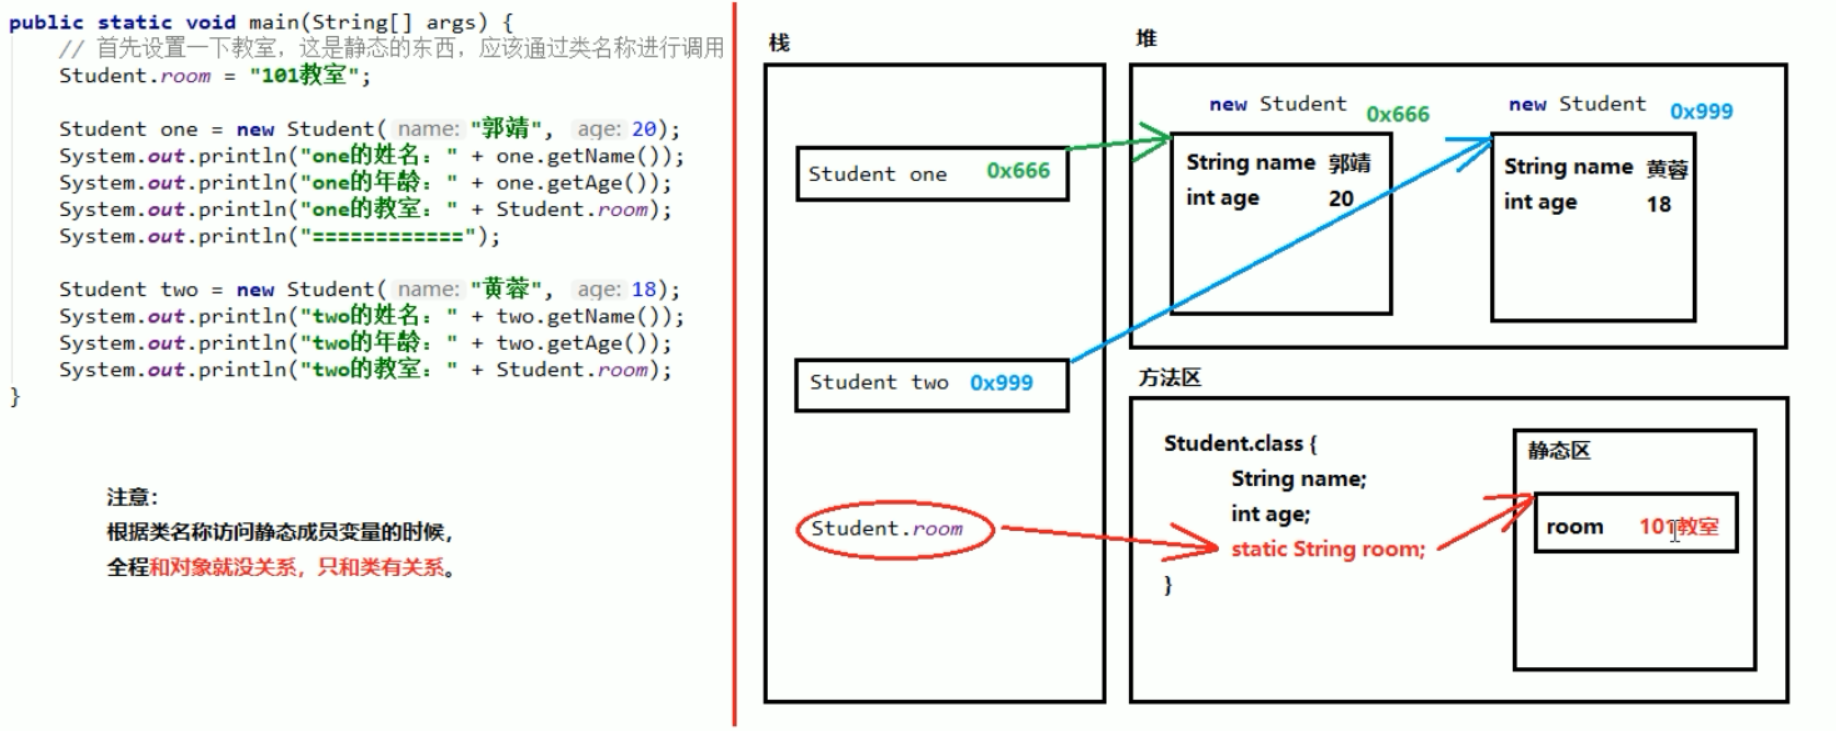 public static void main(String[] args) {
// 首先设置一下教室，这是静态的东西，应该通过类名称进行调用
Student.room = "101教室";
Student one = new Student( name: "郭靖", age: 20);
System.out.println("one的姓名：" + one.getName());
System.out.println("one的年龄：" + one.getAge());
System.out.println("one的教室：" + Student.room);
System.out.println("============");
Student two = new Student( name: "黄蓉", age: 18);
System.out.println("two的姓名：" + two.getName());
System.out.println("two的年龄：" + two.getAge());
System.out.println("two的教室：" + Student.room);
}
注意：
根据类名称访问静态成员变量的时候，
全程和对象就没关系，只和类有关系。
栈
Student one 0x666
Student two 0x999
Student.room
堆
new Student 0x666
String name 郭靖
int age 20
new Student 0x999
String name 黄蓉
int age 18
方法区
Student.class {
String name;
int age;
static String room;
}
静态区
room 101教室